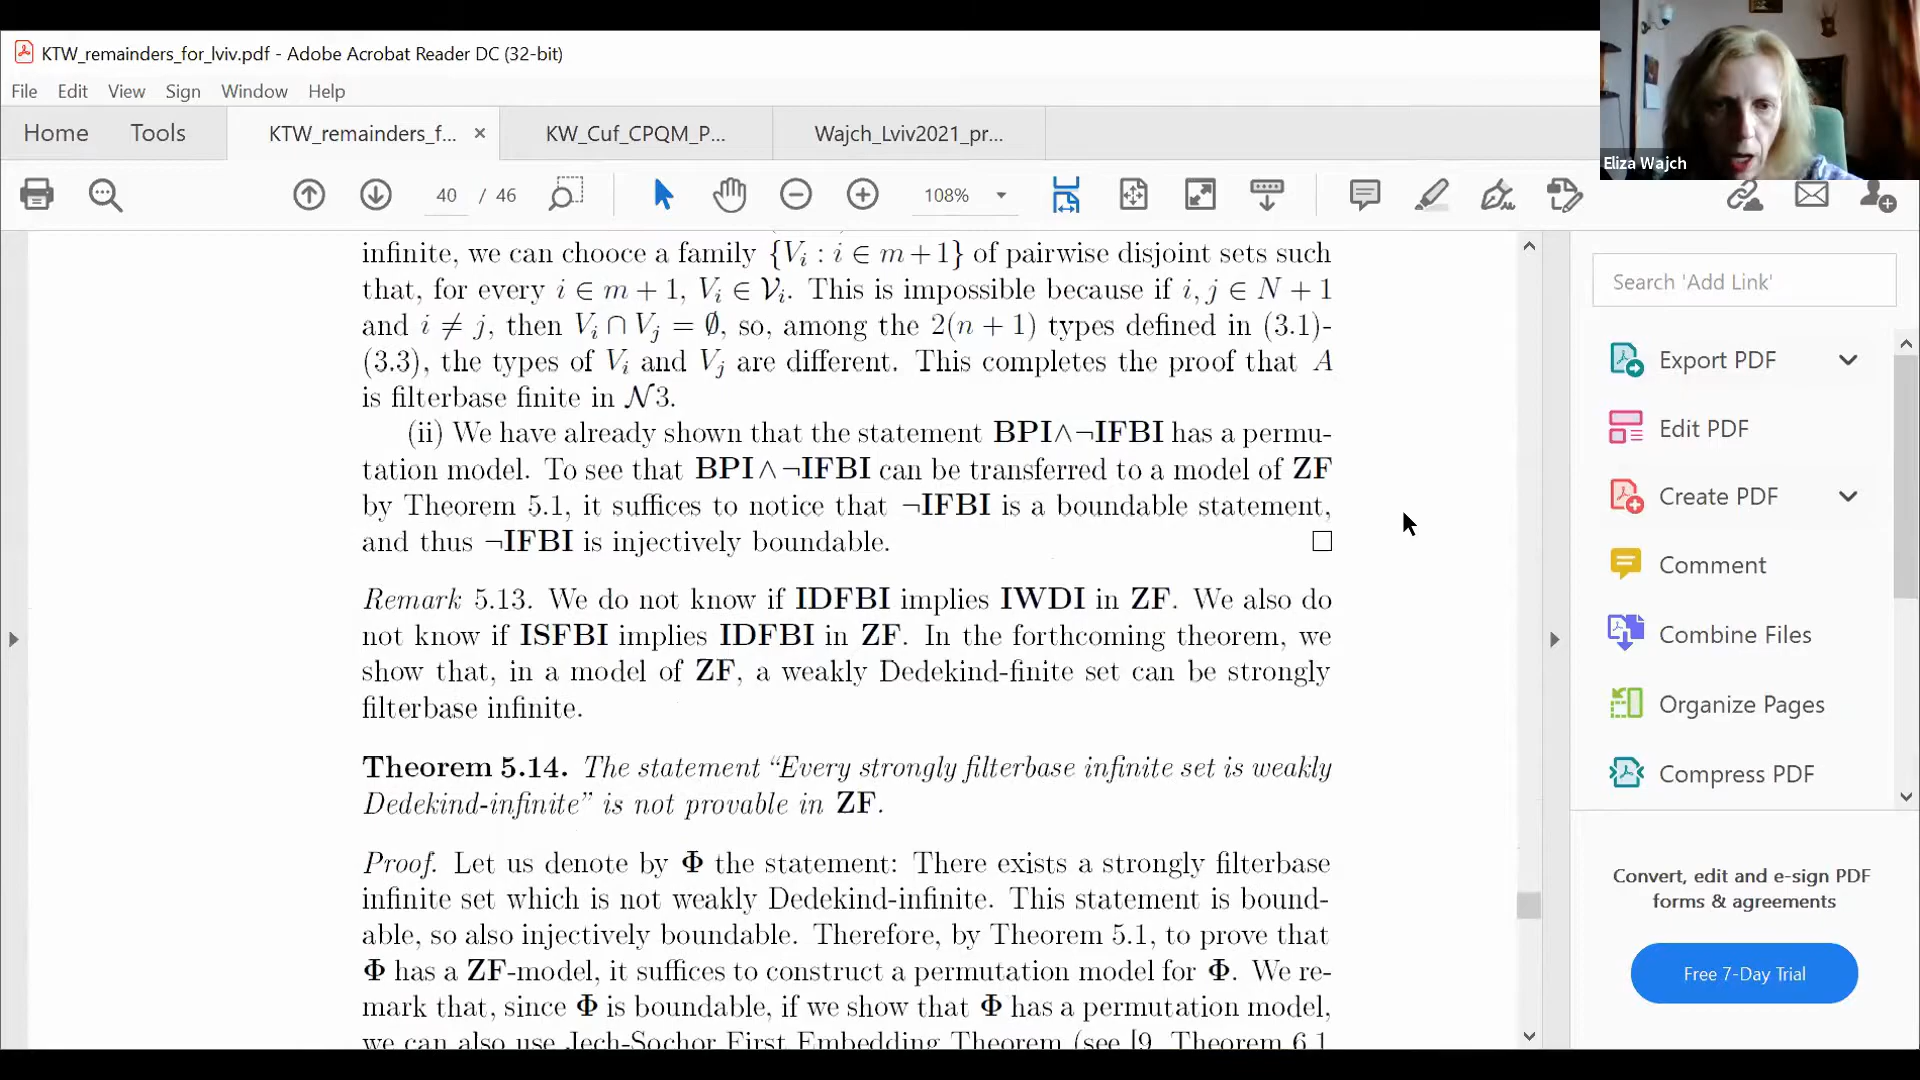 KTW_remainders_for_lviv.pdf - Adobe Acrobat Reader DC (32-bit)
File Edit View Sign Window Help
Home Tools KTW_remainders_f... × KW_Cuf_CPQM_P... Wajch_Lviv2021_pr...
Eliza Wajch
40 / 46 108%
infinite, we can chooce a family {V_i : i ∈ m + 1} of pairwise disjoint sets such
that, for every i ∈ m + 1, V_i ∈ 𝒱_i. This is impossible because if i, j ∈ N + 1
and i ≠ j, then V_i ∩ V_j = ∅, so, among the 2(n + 1) types defined in (3.1)-
(3.3), the types of V_i and V_j are different. This completes the proof that A
is filterbase finite in 𝒩3.
(ii) We have already shown that the statement BPI∧¬IFBI has a permu-
tation model. To see that BPI∧¬IFBI can be transferred to a model of ZF
by Theorem 5.1, it suffices to notice that ¬IFBI is a boundable statement,
and thus ¬IFBI is injectively boundable. □
Remark 5.13. We do not know if IDFBI implies IWDI in ZF. We also do
not know if ISFBI implies IDFBI in ZF. In the forthcoming theorem, we
show that, in a model of ZF, a weakly Dedekind-finite set can be strongly
filterbase infinite.
Theorem 5.14. The statement “Every strongly filterbase infinite set is weakly
Dedekind-infinite” is not provable in ZF.
Proof. Let us denote by Φ the statement: There exists a strongly filterbase
infinite set which is not weakly Dedekind-infinite. This statement is bound-
able, so also injectively boundable. Therefore, by Theorem 5.1, to prove that
Φ has a ZF-model, it suffices to construct a permutation model for Φ. We re-
mark that, since Φ is boundable, if we show that Φ has a permutation model,
we can also use Jech-Sochor First Embedding Theorem (see [9, Theorem 6.1
Search 'Add Link'
Export PDF
Edit PDF
Create PDF
Comment
Combine Files
Organize Pages
Compress PDF
Convert, edit and e-sign PDF
forms & agreements
Free 7-Day Trial